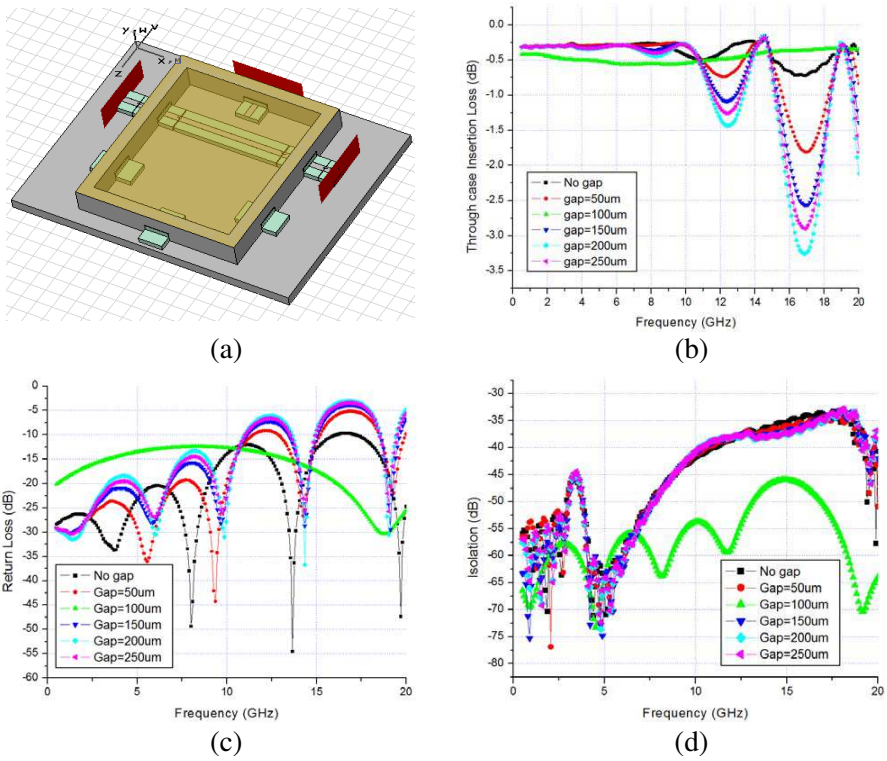 Y,W V
X,U
Z
(a)
0.0
-0.5
-1.0
-1.5
-2.0
-2.5
-3.0
-3.5
Through case Insertion Loss (dB)
No gap
gap=50um
gap=100um
gap=150um
gap=200um
gap=250um
0 2 4 6 8 10 12 14 16 18 20
Frequency (GHz)
(b)
0
-5
-10
-15
-20
-25
-30
-35
-40
-45
-50
-55
-60
Return Loss (dB)
No gap
Gap=50um
Gap=100um
Gap=150um
Gap=200um
Gap=250um
0 5 10 15 20
Frequency (GHz)
(c)
-30
-35
-40
-45
-50
-55
-60
-65
-70
-75
-80
Isolation (dB)
No gap
Gap=50um
Gap=100um
Gap=150um
Gap=200um
Gap=250um
0 5 10 15 20
Frequency (GHz)
(d)